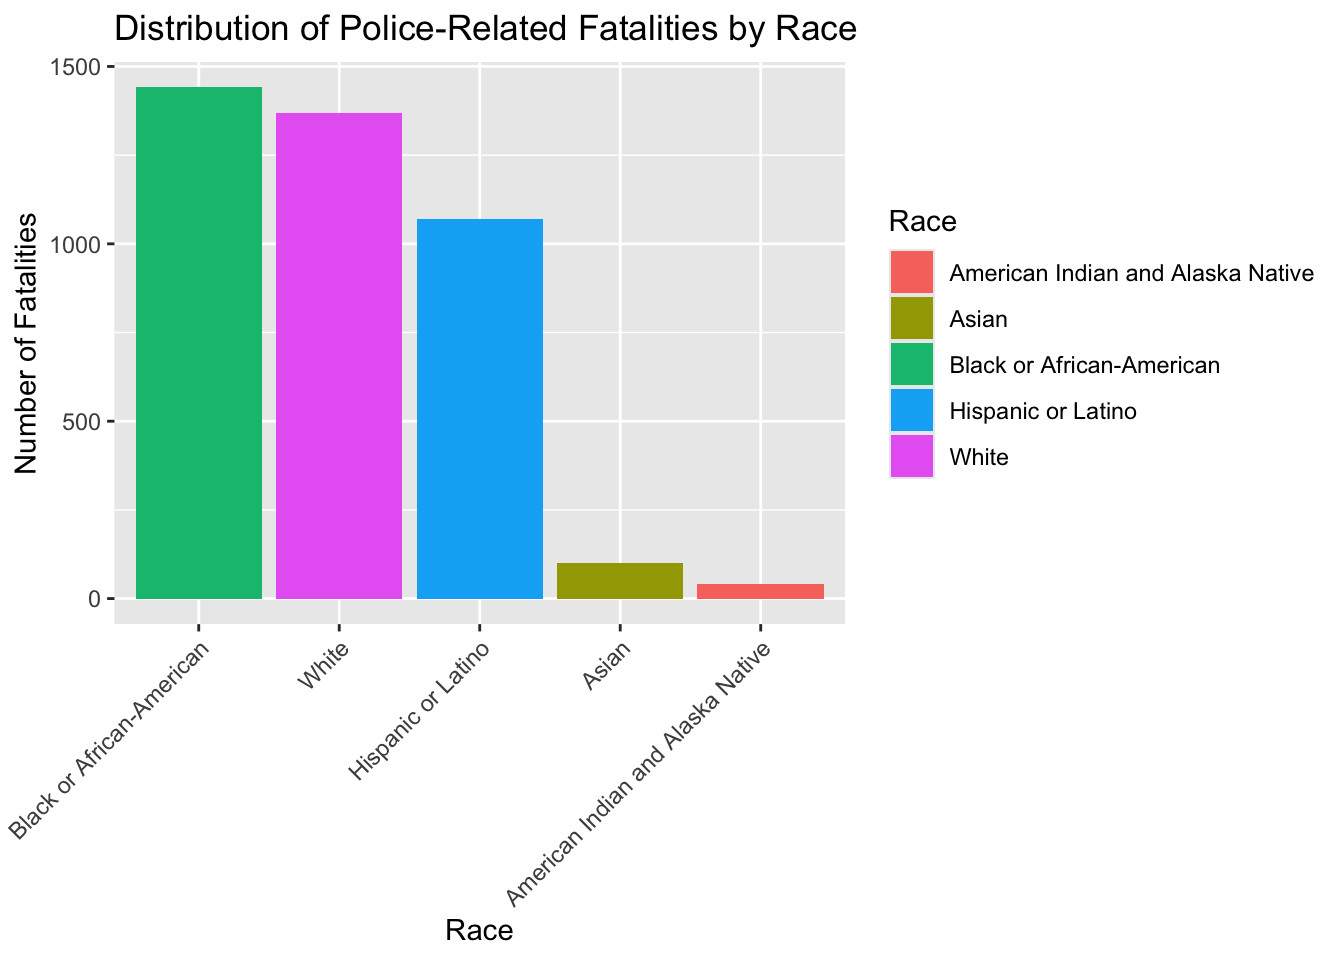 Distribution of Police-Related Fatalities by Race
Number of Fatalities
1500
1000
500
0
Black or African-American
White
Hispanic or Latino
Asian
American Indian and Alaska Native
Race
Race
American Indian and Alaska Native
Asian
Black or African-American
Hispanic or Latino
White